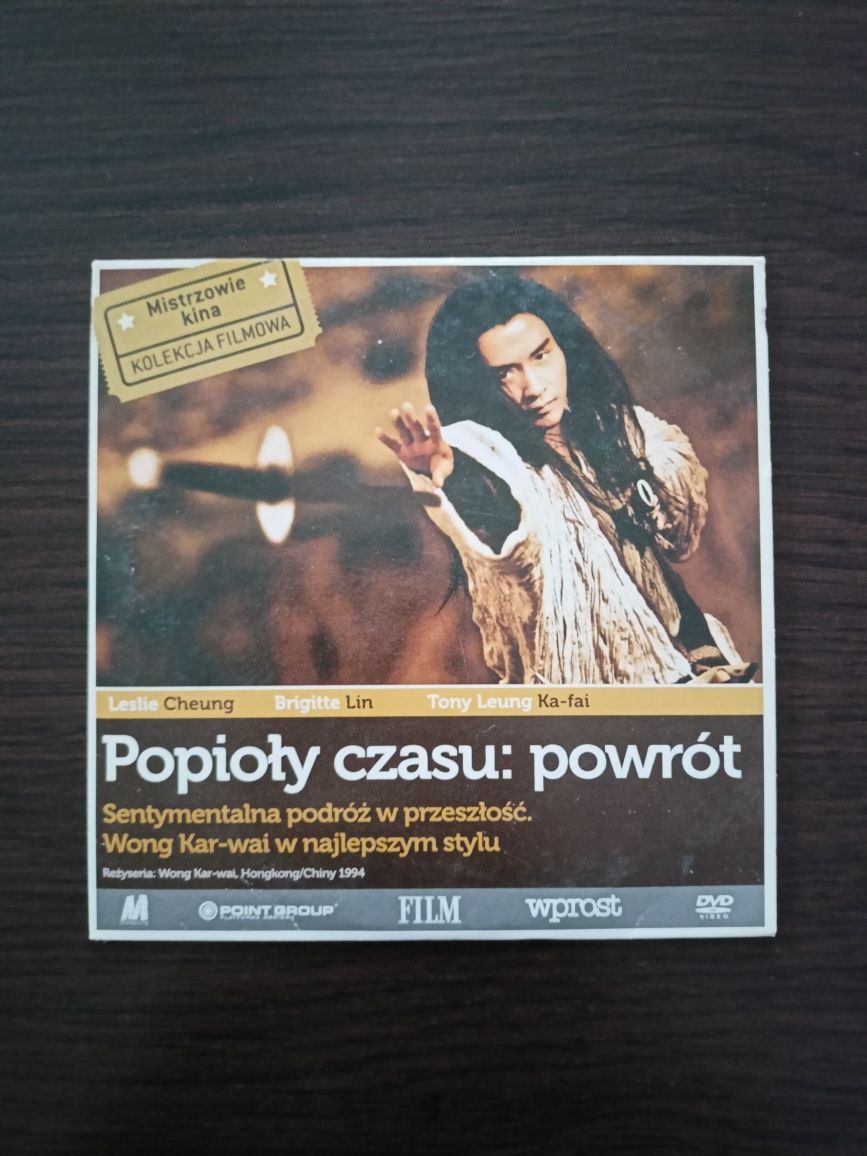 Mistrzowie
kina
KOLEKCJA FILMOWA
Leslie Cheung Brigitte Lin Tony Leung Ka-fai
Popioły czasu: powrót
Sentymentalna podróż w przeszłość.
Wong Kar-wai w najlepszym stylu
Reżyseria: Wong Kar-wai, Hongkong/Chiny 1994
M POINT GROUP FILM wprost DVD
VIDEO